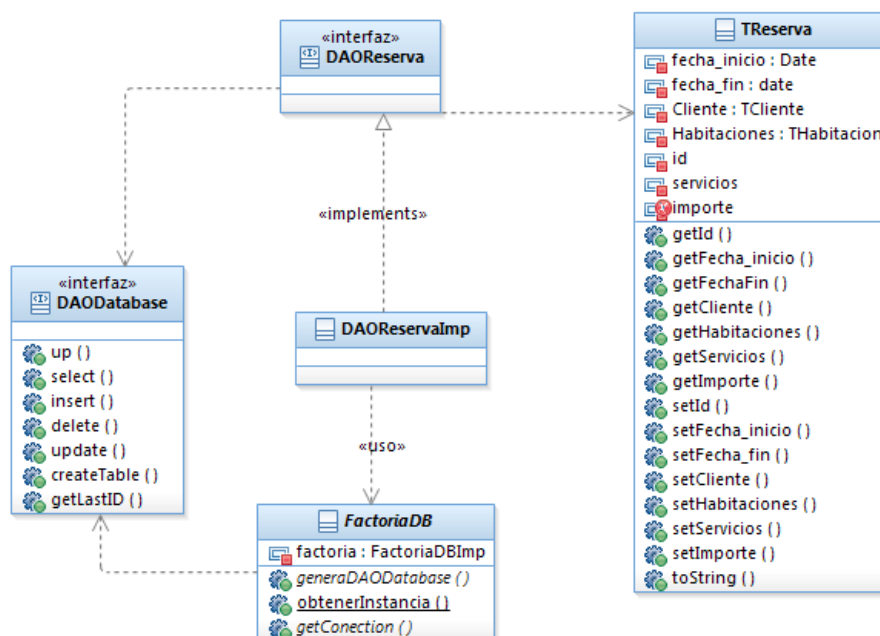 «interfaz»
DAOReserva
TReserva
fecha_inicio : Date
fecha_fin : date
Cliente : TCliente
Habitaciones : THabitacion
id
servicios
importe
getId ( )
getFecha_inicio ( )
getFechaFin ( )
getCliente ( )
getHabitaciones ( )
getServicios ( )
getImporte ( )
setId ( )
setFecha_inicio ( )
setFecha_fin ( )
setCliente ( )
setHabitaciones ( )
setServicios ( )
setImporte ( )
toString ( )
«implements»
«interfaz»
DAODatabase
up ( )
select ( )
insert ( )
delete ( )
update ( )
createTable ( )
getLastID ( )
DAOReservaImp
«uso»
FactoriaDB
factoria : FactoriaDBImp
generaDAODatabase ( )
obtenerInstancia ( )
getConection ( )